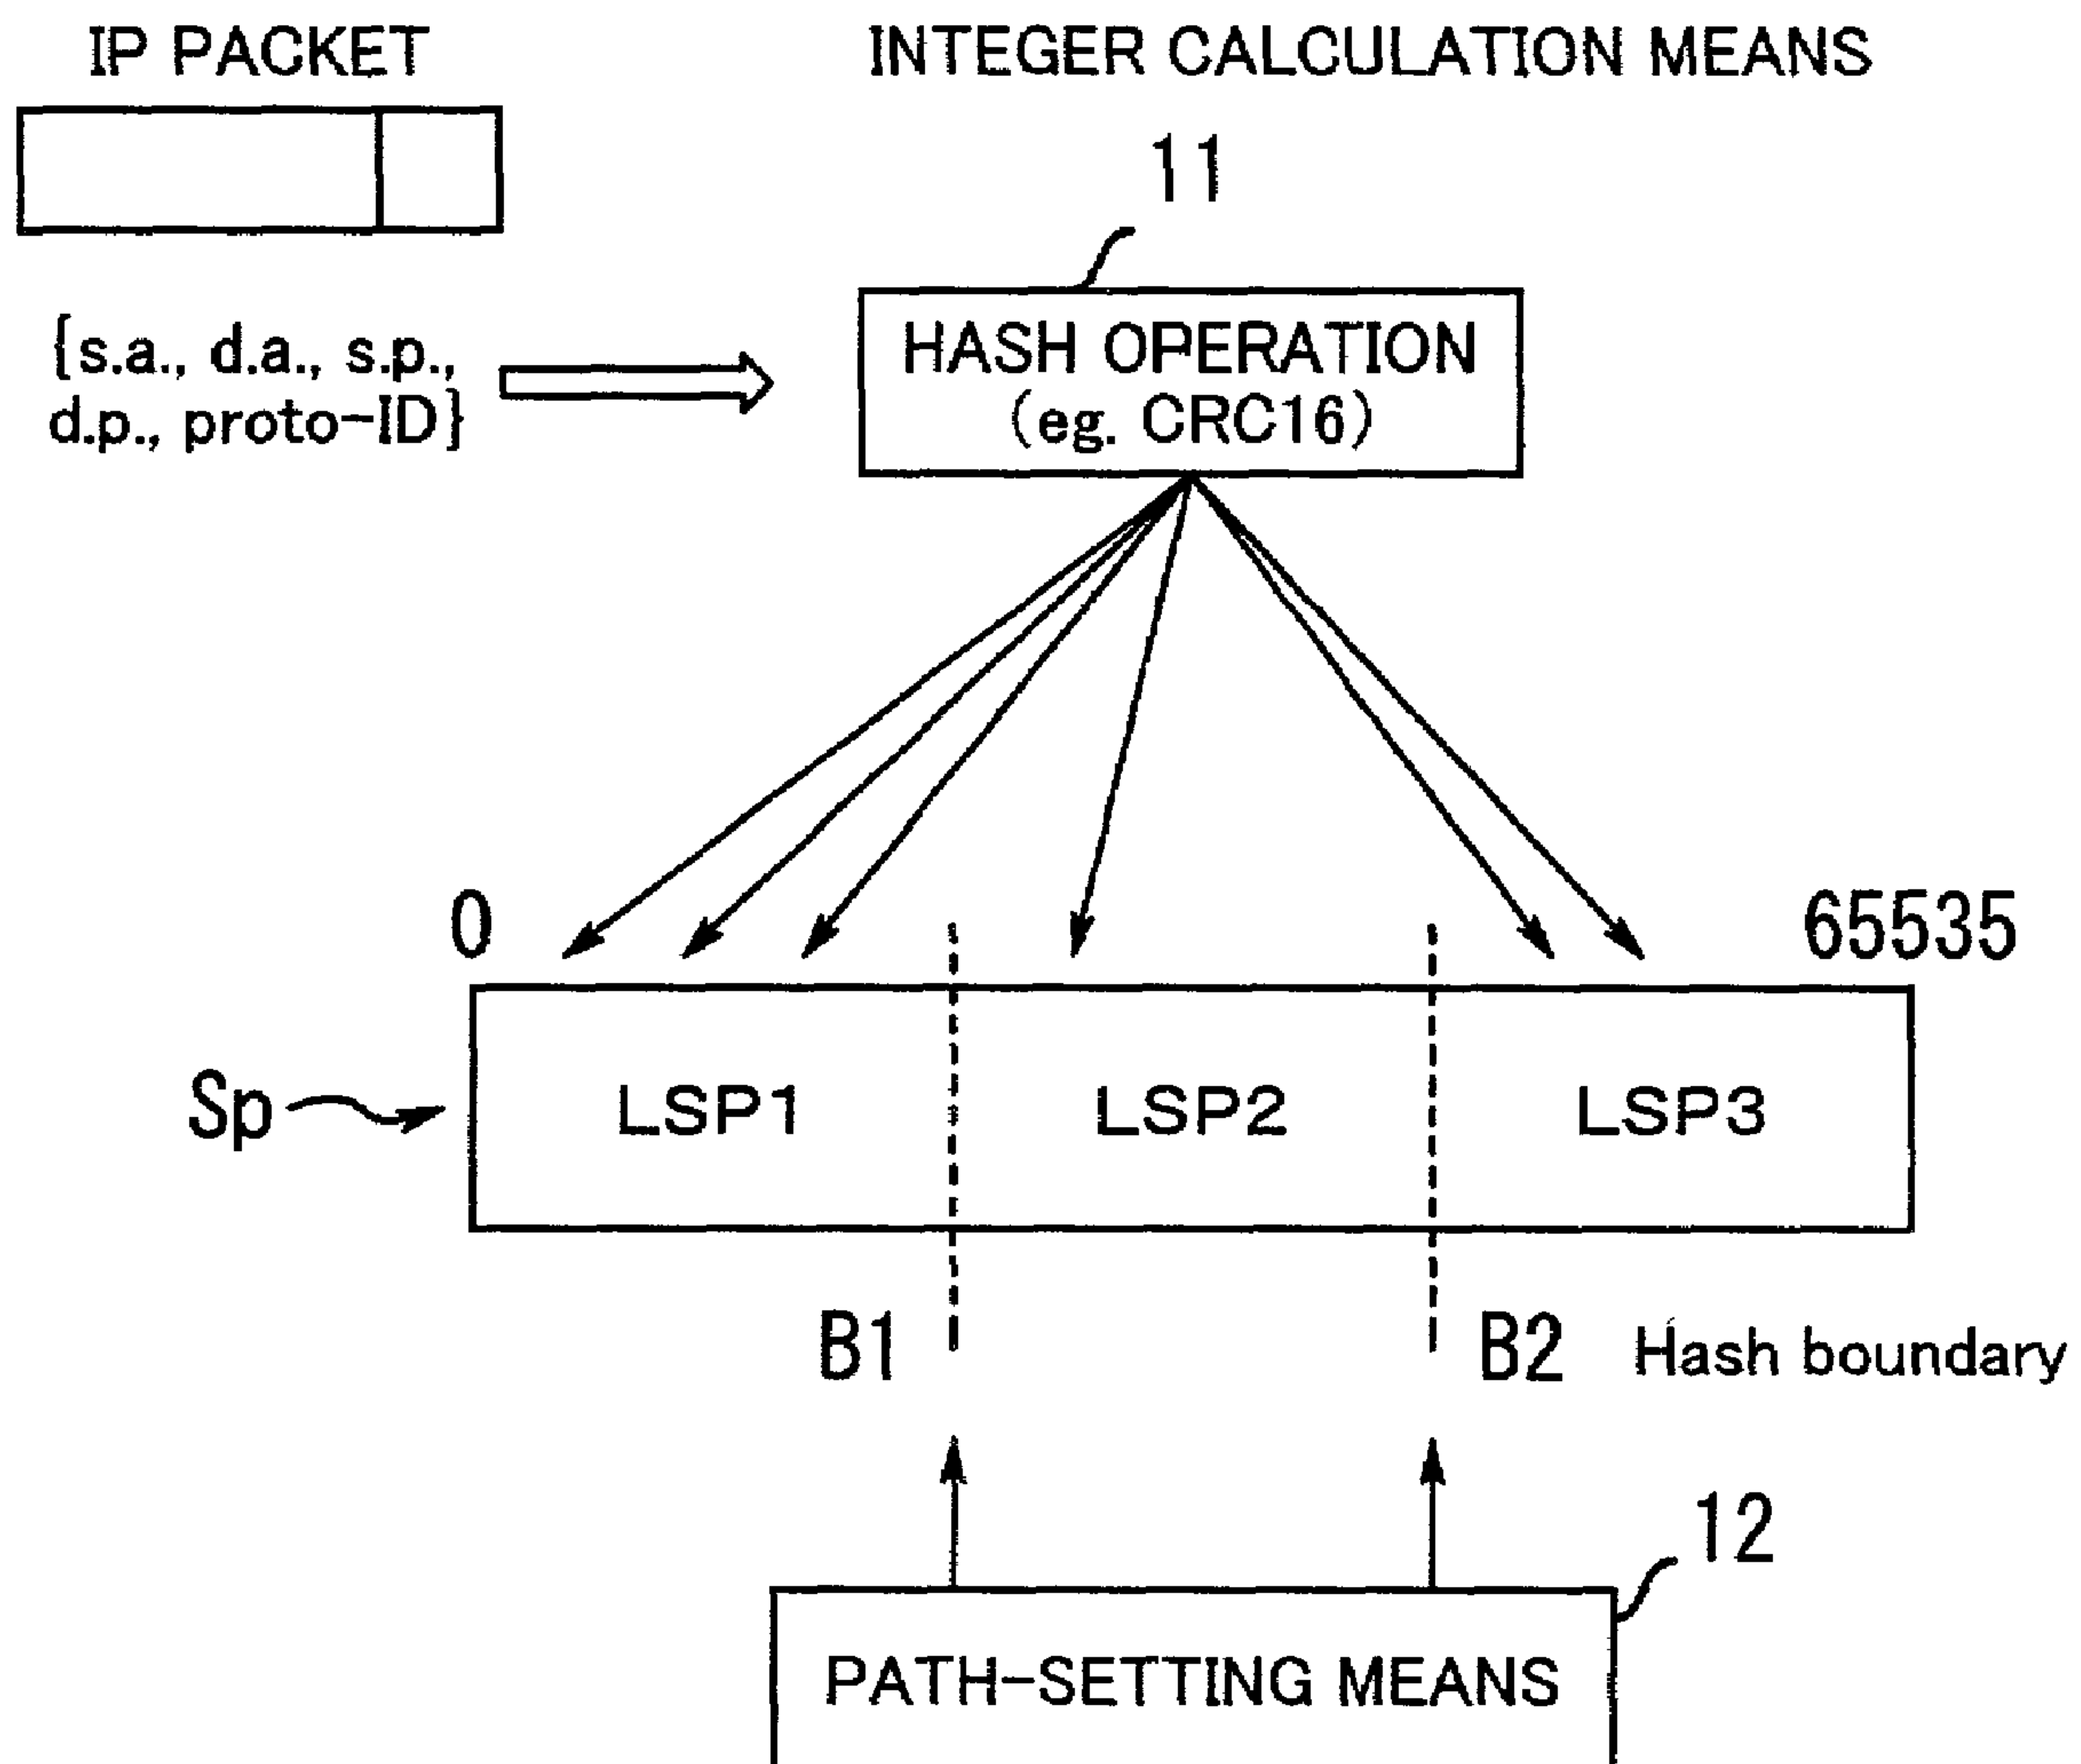 IP PACKET
INTEGER CALCULATION MEANS
11
{s.a., d.a., s.p.,
d.p., proto-ID}
HASH OPERATION
(eg. CRC16)
0
65535
Sp
LSP1
LSP2
LSP3
B1
B2
Hash boundary
12
PATH-SETTING MEANS